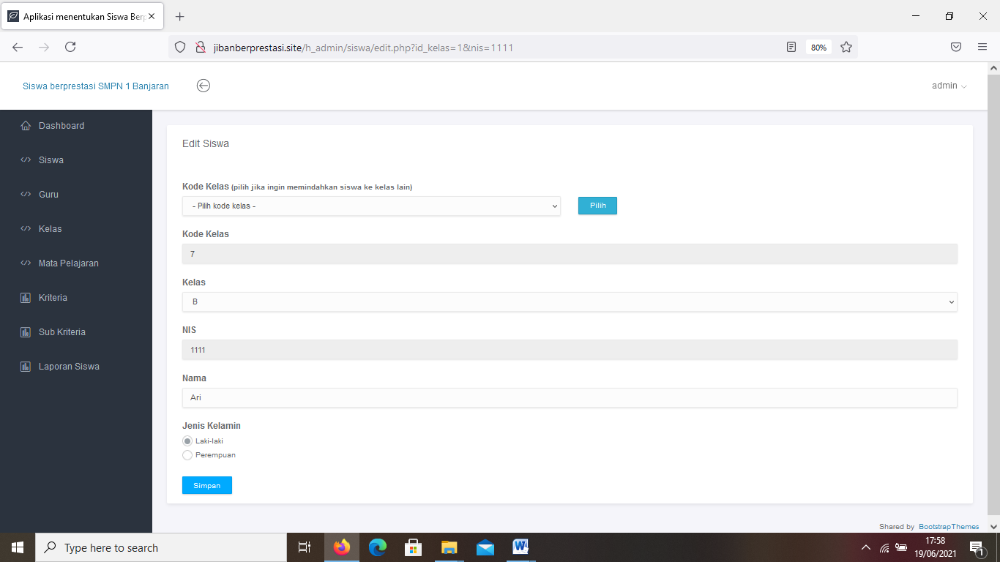 Aplikasi menentukan Siswa Berp
jibanberprestasi.site/h_admin/siswa/edit.php?id_kelas=1&nis=1111
80%
Siswa berprestasi SMPN 1 Banjaran
admin
Dashboard
Siswa
Guru
Kelas
Mata Pelajaran
Kriteria
Sub Kriteria
Laporan Siswa
Edit Siswa
Kode Kelas (pilih jika ingin memindahkan siswa ke kelas lain)
- Pilih kode kelas -
Pilih
Kode Kelas
7
Kelas
B
NIS
1111
Nama
Ari
Jenis Kelamin
Laki-laki
Perempuan
Simpan
Shared by BootstrapThemes
Type here to search
17:58
19/06/2021
1